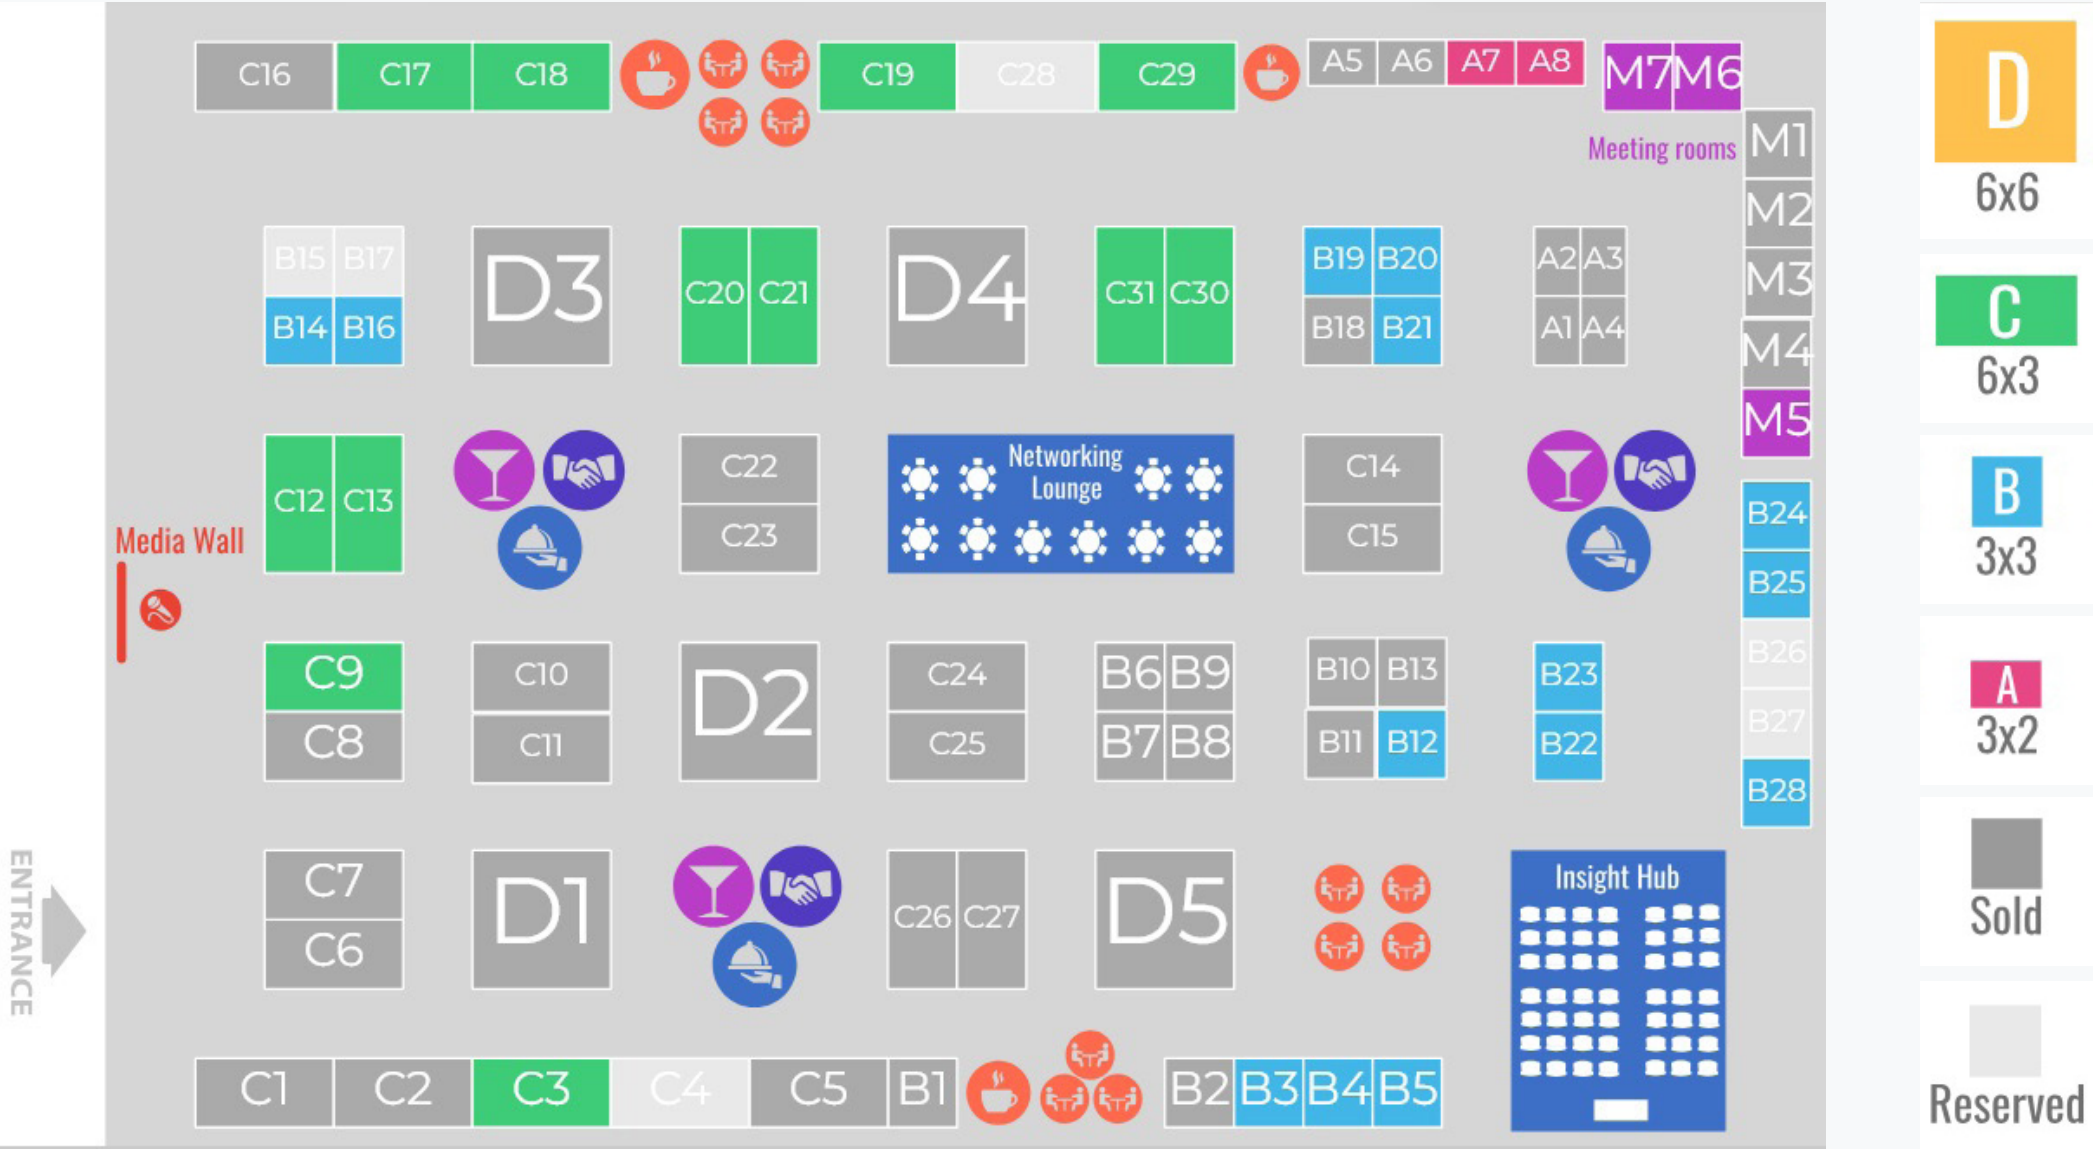 C16 C17 C18 C19 C28 C29 A5 A6 A7 A8 M7 M6
Meeting rooms
M1
M2
M3
M4
M5
B15 B17 D3 C20 C21 D4 C31 C30 B19 B20 A2 A3
B14 B16 B18 B21 A1 A4
C12 C13 C22 Networking C14
Lounge
C23 C15
B24
B25
B26
B27
B28
Media Wall
C9 C10 D2 C24 B6 B9 B10 B13 B23
C8 C11 C25 B7 B8 B11 B12 B22
ENTRANCE
C7 D1 C26 C27 D5 Insight Hub
C6
C1 C2 C3 C4 C5 B1 B2 B3 B4 B5
D
6x6
C
6x3
B
3x3
A
3x2
Sold
Reserved